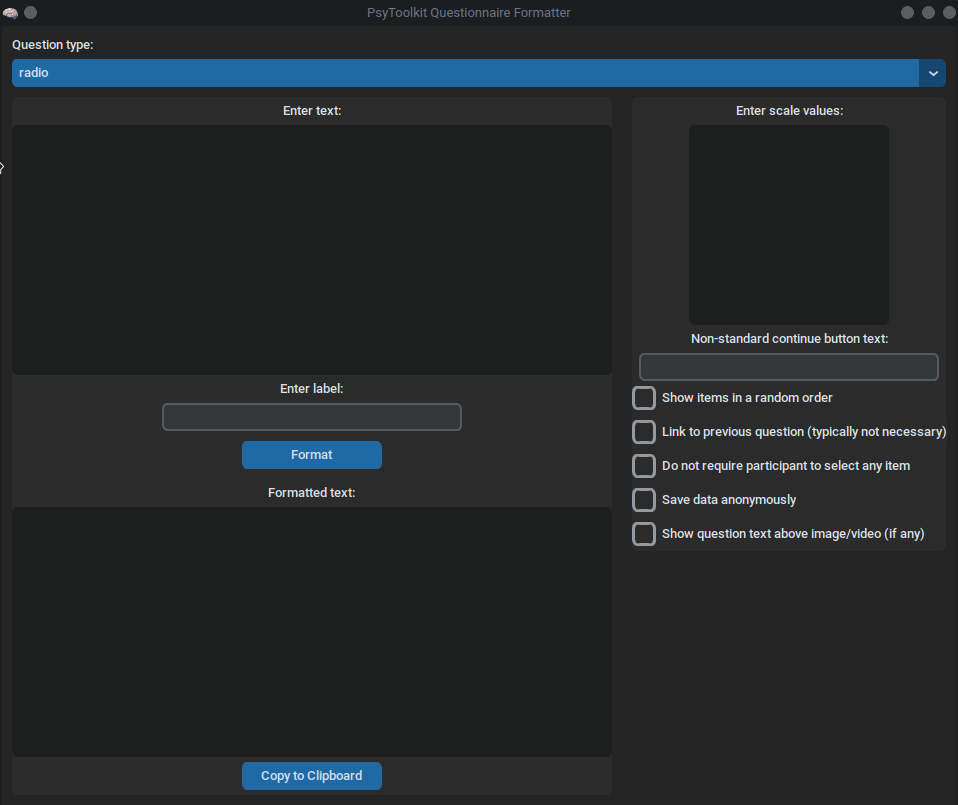 PsyToolkit Questionnaire Formatter
Question type:
radio
Enter text:
Enter label:
Format
Formatted text:
Copy to Clipboard
Enter scale values:
Non-standard continue button text:
Show items in a random order
Link to previous question (typically not necessary)
Do not require participant to select any item
Save data anonymously
Show question text above image/video (if any)